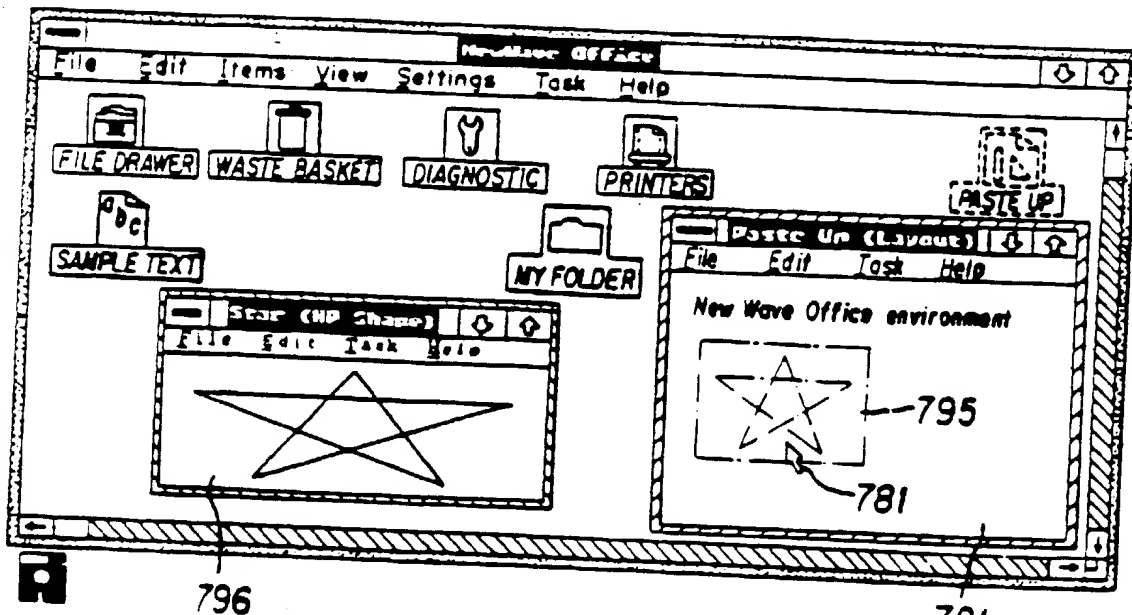 NewWave Office
File Edit Items View Settings Task Help
FILE DRAWER WASTE BASKET DIAGNOSTIC PRINTERS PASTE UP
abc
SAMPLE TEXT MY FOLDER
Paste Up (Layout)
File Edit Task Help
New Wave Office environment
795
781
Star (HP Shape)
File Edit Task Help
796